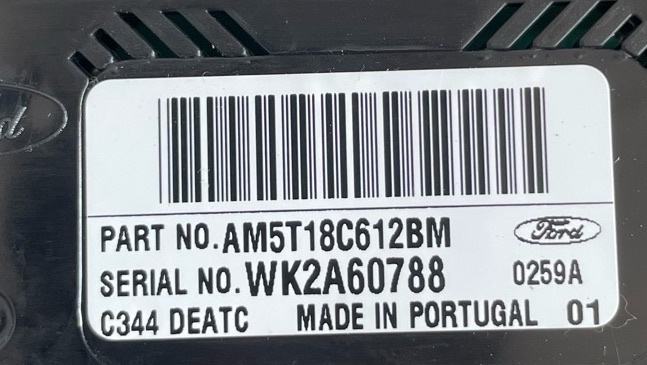 PART NO. AM5T18C612BM
Ford
SERIAL NO. WK2A60788 0259A
C344 DEATC MADE IN PORTUGAL 01